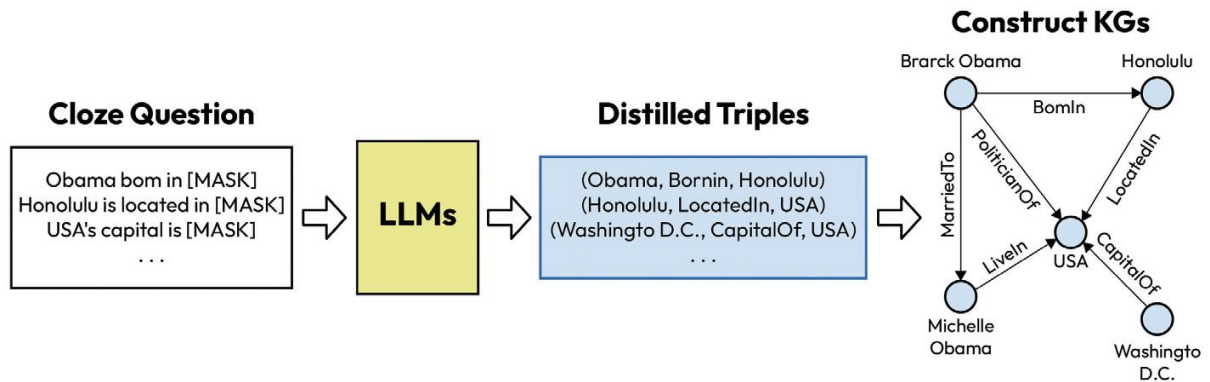 Construct KGs
Brarck Obama
Honolulu
BomIn
Cloze Question
Distilled Triples
PoliticianOf
LocatedIn
MarriedTo
Obama bom in [MASK]
Honolulu is located in [MASK]
USA's capital is [MASK]
. . .
LLMs
(Obama, Bornin, Honolulu)
(Honolulu, LocatedIn, USA)
(Washingto D.C., CapitalOf, USA)
. . .
USA
LiveIn
CapitalOf
Michelle
Obama
Washingto
D.C.